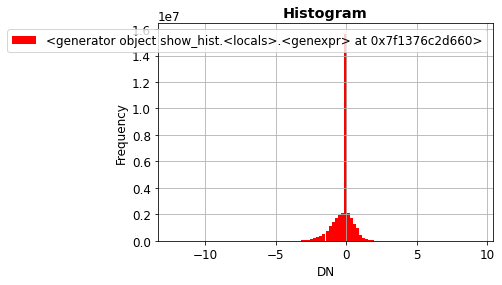 Histogram
1e7
1.6
<generator object show_hist.<locals>.<genexpr> at 0x7f1376c2d660>
1.4
1.2
1.0
0.8
0.6
0.4
0.2
0.0
Frequency
−10
−5
0
5
10
DN